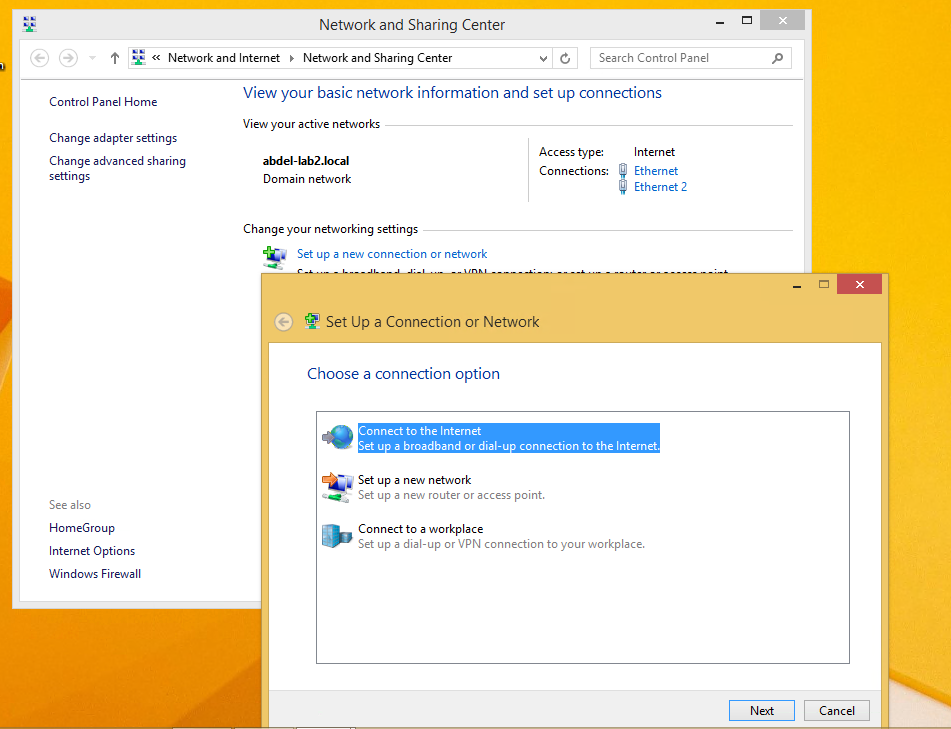 Network and Sharing Center
« Network and Internet Network and Sharing Center
Search Control Panel
Control Panel Home
Change adapter settings
Change advanced sharing
settings
See also
HomeGroup
Internet Options
Windows Firewall
View your basic network information and set up connections
View your active networks
abdel-lab2.local
Domain network
Access type: Internet
Connections: Ethernet
Ethernet 2
Change your networking settings
Set up a new connection or network
Set up a broadband, dial-up, or VPN connection; or set up a router or access point.
Set Up a Connection or Network
Choose a connection option
Connect to the Internet
Set up a broadband or dial-up connection to the Internet.
Set up a new network
Set up a new router or access point.
Connect to a workplace
Set up a dial-up or VPN connection to your workplace.
Next
Cancel